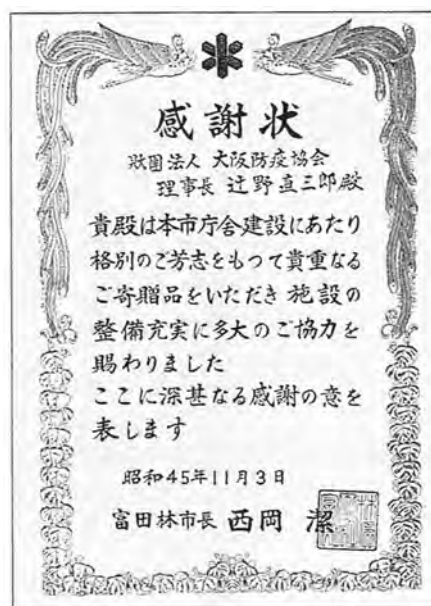 感謝状
財團法人 大阪防疫協会
理事長 辻野直三郎殿
貴殿は本市庁舎建設にあたり
格別のご芳志をもって貴重なる
ご寄贈品をいただき 施設の
整備充実に多大のご協力を
賜わりました
ここに深甚なる感謝の意を
表します
昭和45年11月3日
富田林市長 西岡 潔